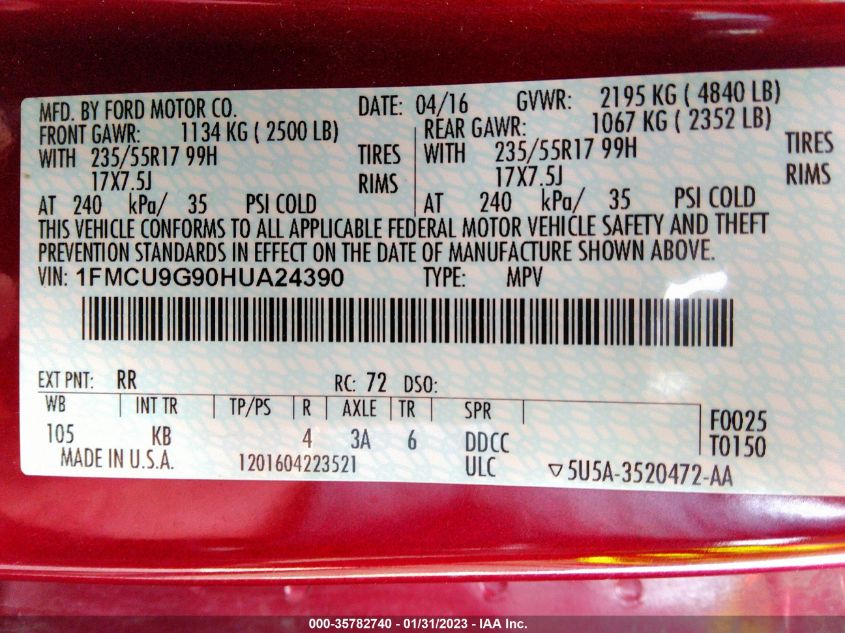 MFD. BY FORD MOTOR CO. DATE: 04/16 GVWR: 2195 KG ( 4840 LB)
FRONT GAWR: 1134 KG ( 2500 LB) REAR GAWR: 1067 KG ( 2352 LB)
WITH 235/55R17 99H TIRES WITH 235/55R17 99H TIRES
17X7.5J RIMS 17X7.5J RIMS
AT 240 kPa/ 35 PSI COLD AT 240 kPa/ 35 PSI COLD
THIS VEHICLE CONFORMS TO ALL APPLICABLE FEDERAL MOTOR VEHICLE SAFETY AND THEFT
PREVENTION STANDARDS IN EFFECT ON THE DATE OF MANUFACTURE SHOWN ABOVE.
VIN: 1FMCU9G90HUA24390 TYPE: MPV
EXT PNT: RR RC: 72 DSO:
WB INT TR TP/PS R AXLE TR SPR F0025
105 KB 4 3A 6 DDCC T0150
MADE IN U.S.A. 1201604223521 ULC ▽5U5A-3520472-AA
000-35782740 - 01/31/2023 - IAA Inc.